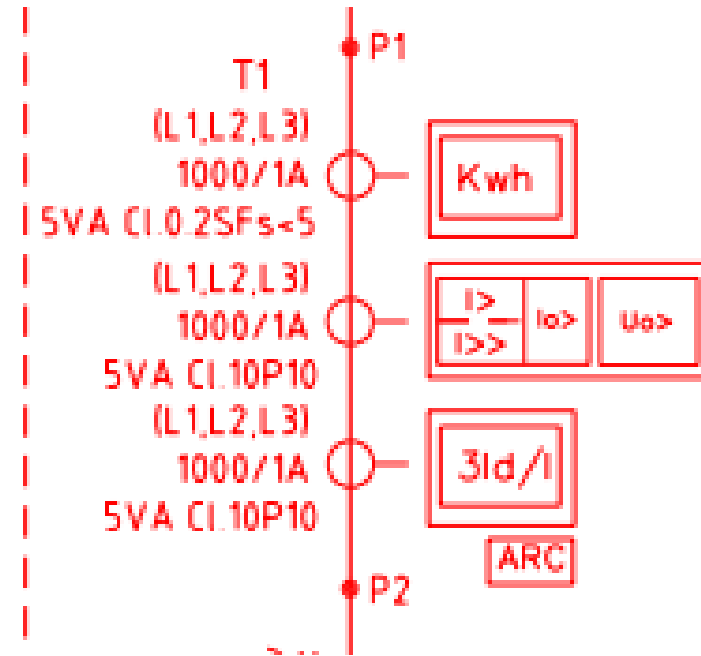 P1
T1
(L1,L2,L3)
1000/1A
Kwh
5VA Cl.0.2SFs<5
(L1,L2,L3)
1000/1A
I>
I>>
Io>
Uo>
5VA Cl.10P10
(L1,L2,L3)
1000/1A
3Id/I
5VA Cl.10P10
ARC
P2